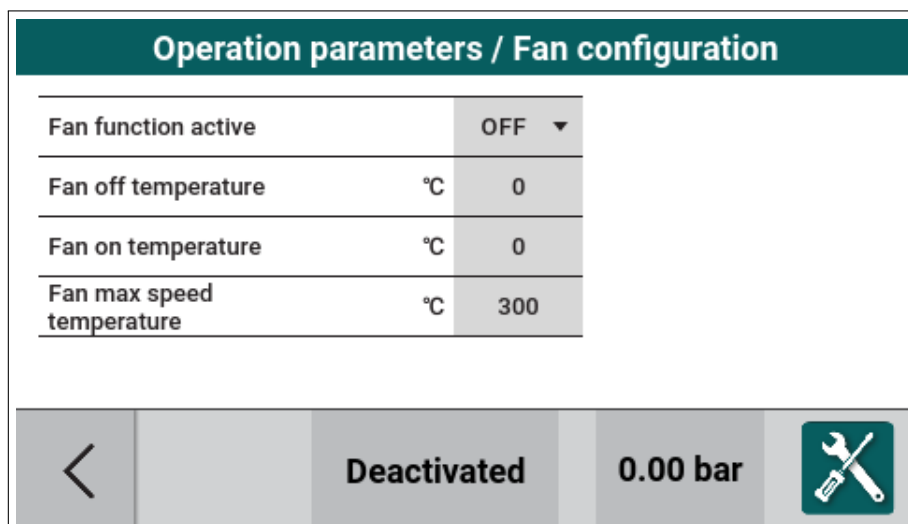 Operation parameters / Fan configuration
Fan function active OFF
Fan off temperature °C 0
Fan on temperature °C 0
Fan max speed
temperature °C 300
Deactivated 0.00 bar